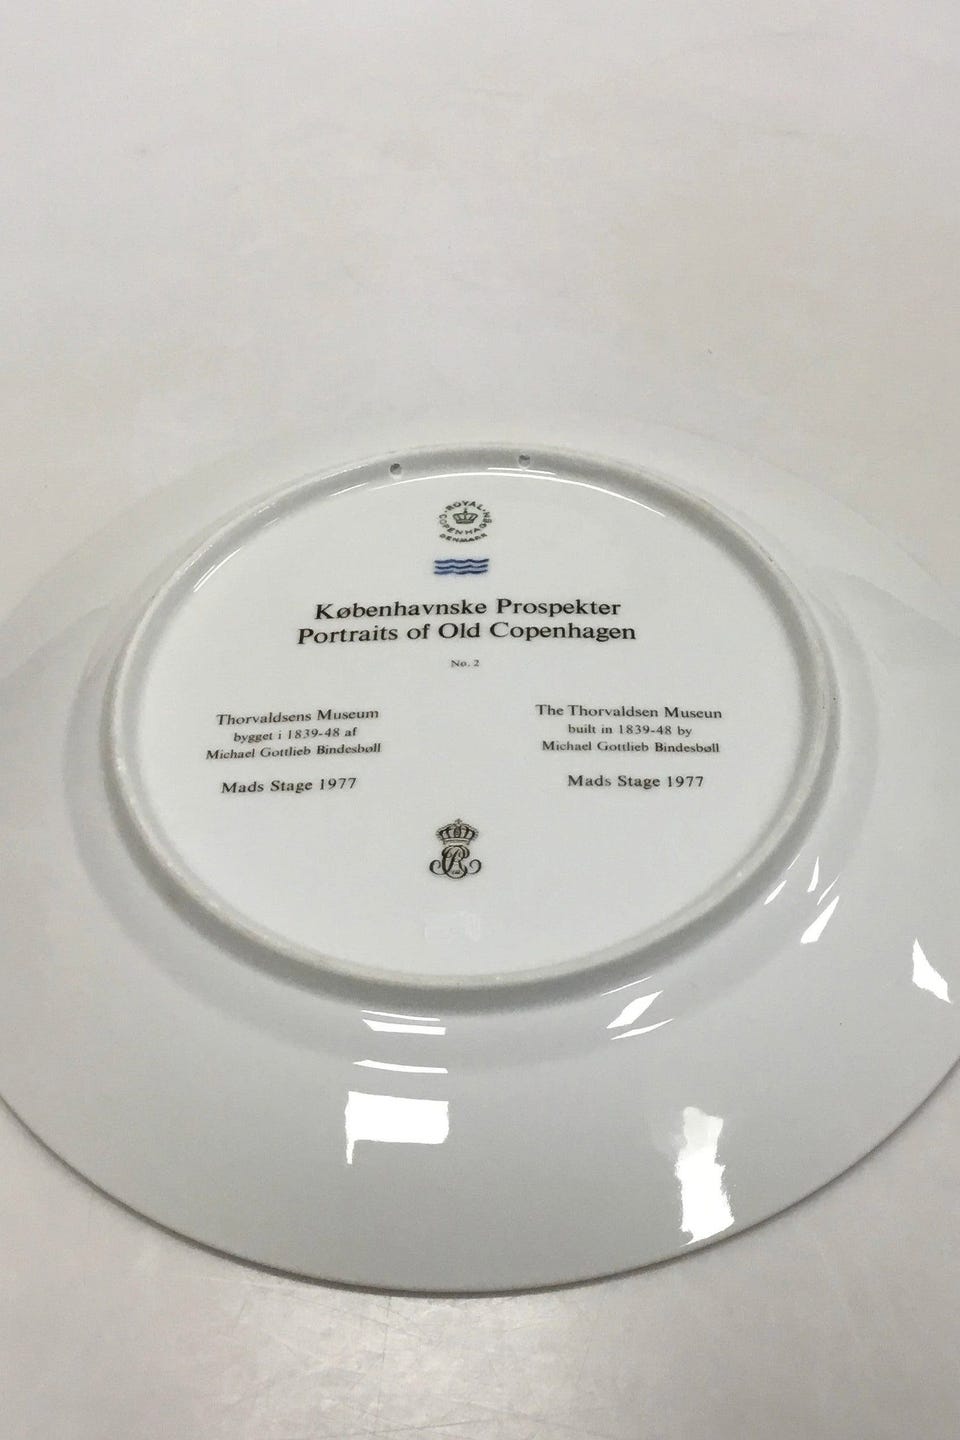 ROYAL
COPENHAGEN
DENMARK
Københavnske Prospekter
Portraits of Old Copenhagen
No. 2
Thorvaldsens Museum
bygget i 1839-48 af
Michael Gottlieb Bindesbøll
Mads Stage 1977
The Thorvaldsen Museun
built in 1839-48 by
Michael Gottlieb Bindesbøll
Mads Stage 1977